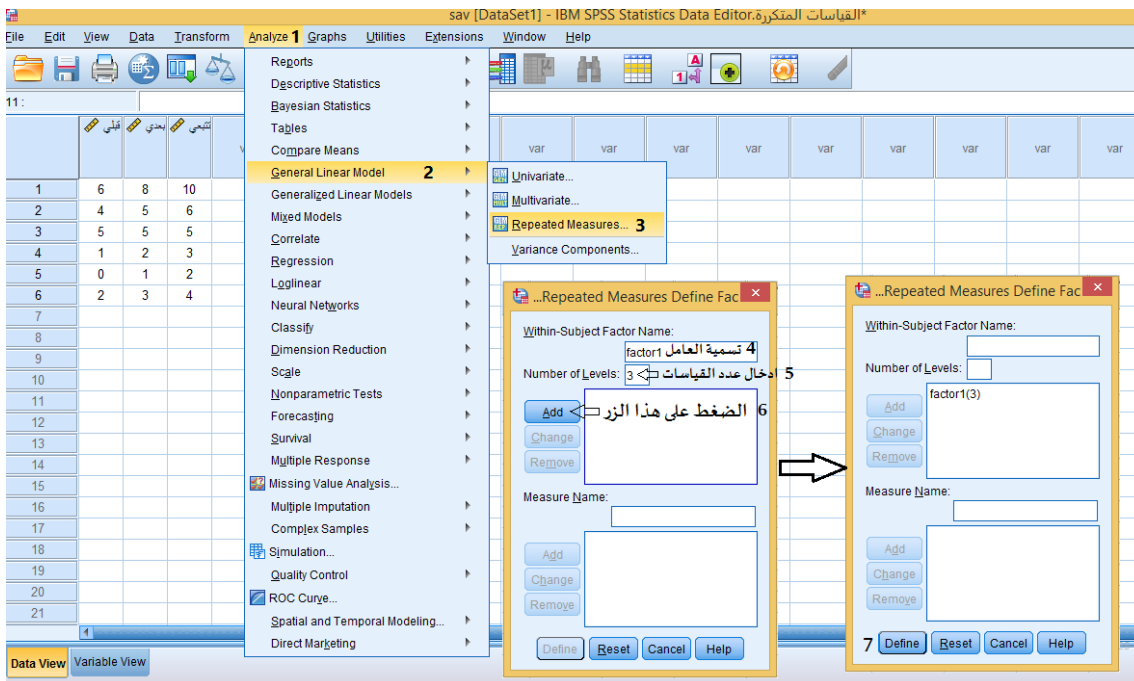 *القياسات المتكررة.sav [DataSet1] - IBM SPSS Statistics Data Editor
File Edit View Data Transform Analyze 1 Graphs Utilities Extensions Window Help
11 :
قبلي بعدي تتبعي var var var var var var var var var
1 6 8 10
2 4 5 6
3 5 5 5
4 1 2 3
5 0 1 2
6 2 3 4
7
8
9
10
11
12
13
14
15
16
17
18
19
20
21
Data View Variable View
Reports
Descriptive Statistics
Bayesian Statistics
Tables
Compare Means
General Linear Model 2
Generalized Linear Models
Mixed Models
Correlate
Regression
Loglinear
Neural Networks
Classify
Dimension Reduction
Scale
Nonparametric Tests
Forecasting
Survival
Multiple Response
Missing Value Analysis...
Multiple Imputation
Complex Samples
Simulation...
Quality Control
ROC Curve...
Spatial and Temporal Modeling...
Direct Marketing
Univariate...
Multivariate...
Repeated Measures... 3
Variance Components...
...Repeated Measures Define Fac
Within-Subject Factor Name:
factor1 تسمية العامل 4
Number of Levels: 3 ادخال عدد القياسات 5
Add الضغط على هذا الزر 6
Change
Remove
Measure Name:
Add
Change
Remove
Define Reset Cancel Help
...Repeated Measures Define Fac
Within-Subject Factor Name:
Number of Levels:
Add
factor1(3)
Change
Remove
Measure Name:
Add
Change
Remove
7 Define Reset Cancel Help